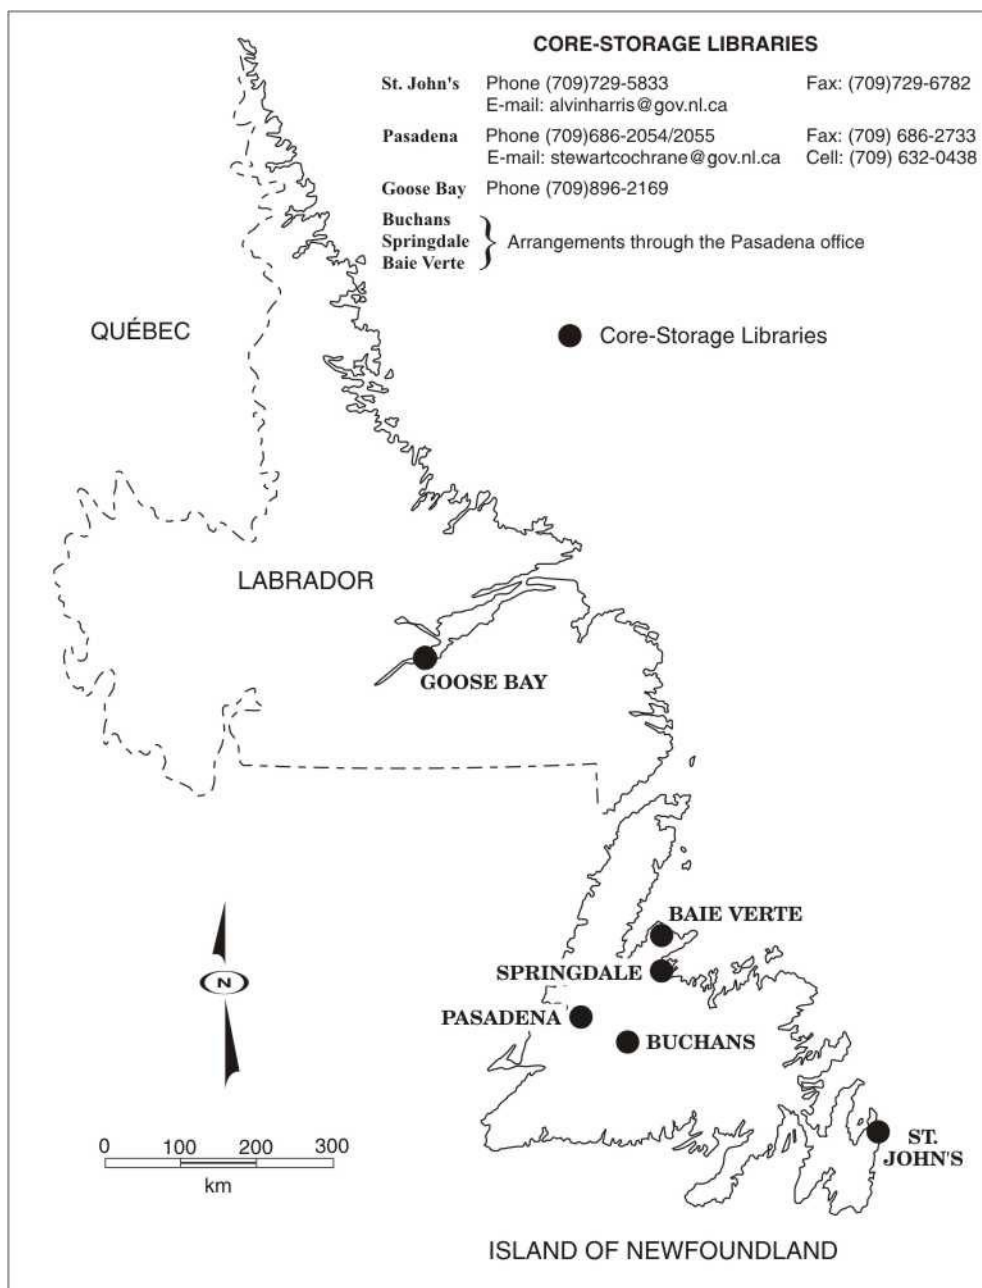 CORE-STORAGE LIBRARIES
St. John's Phone (709)729-5833 Fax: (709)729-6782
E-mail: alvinharris@gov.nl.ca
Pasadena Phone (709)686-2054/2055 Fax: (709) 686-2733
E-mail: stewartcochrane@gov.nl.ca Cell: (709) 632-0438
Goose Bay Phone (709)896-2169
Buchans
Springdale } Arrangements through the Pasadena office
Baie Verte
QUÉBEC
Core-Storage Libraries
LABRADOR
GOOSE BAY
BAIE VERTE
SPRINGDALE
N
PASADENA
BUCHANS
0 100 200 300
km
ST.
JOHN'S
ISLAND OF NEWFOUNDLAND